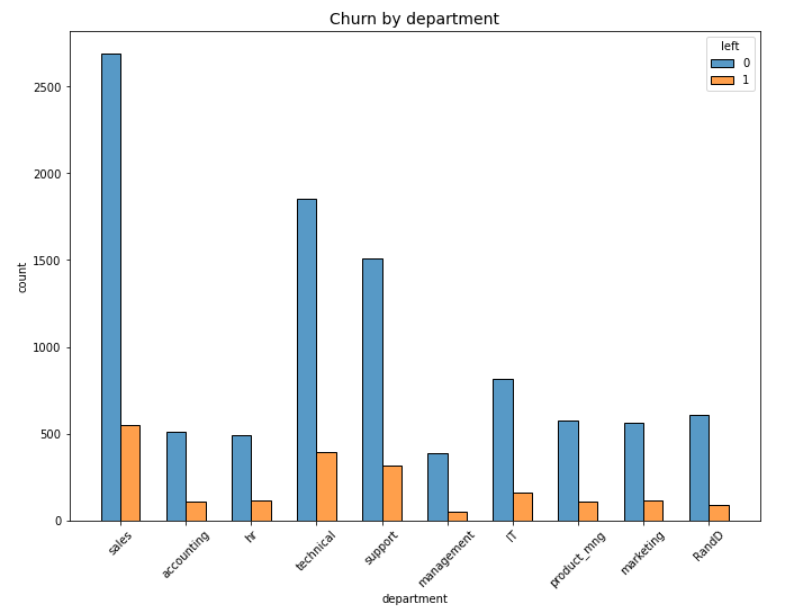 Churn by department
left
0
1
2500
2000
1500
1000
500
0
count
sales
accounting
hr
technical
support
management
IT
product_mng
marketing
RandD
department